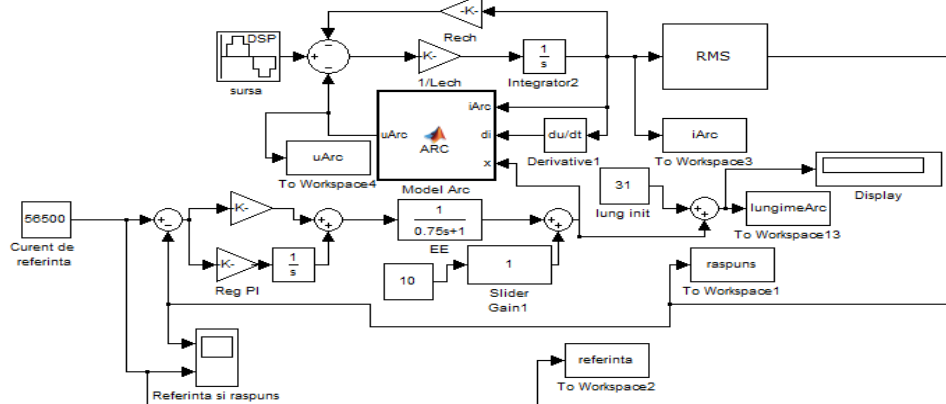 -K-
Rech
DSP
sursa
K-
1/Lech
1
s
Integrator2
RMS
iArc
di
x
uArc
ARC
Model Arc
du/dt
Derivative1
iArc
To Workspace3
uArc
To Workspace4
31
lung init
Display
lungimeArc
To Workspace13
56500
Curent de
referinta
K-
K-
1
s
Reg PI
1
0.75s+1
EE
10
1
Slider
Gain1
raspuns
To Workspace1
Referinta si raspuns
referinta
To Workspace2